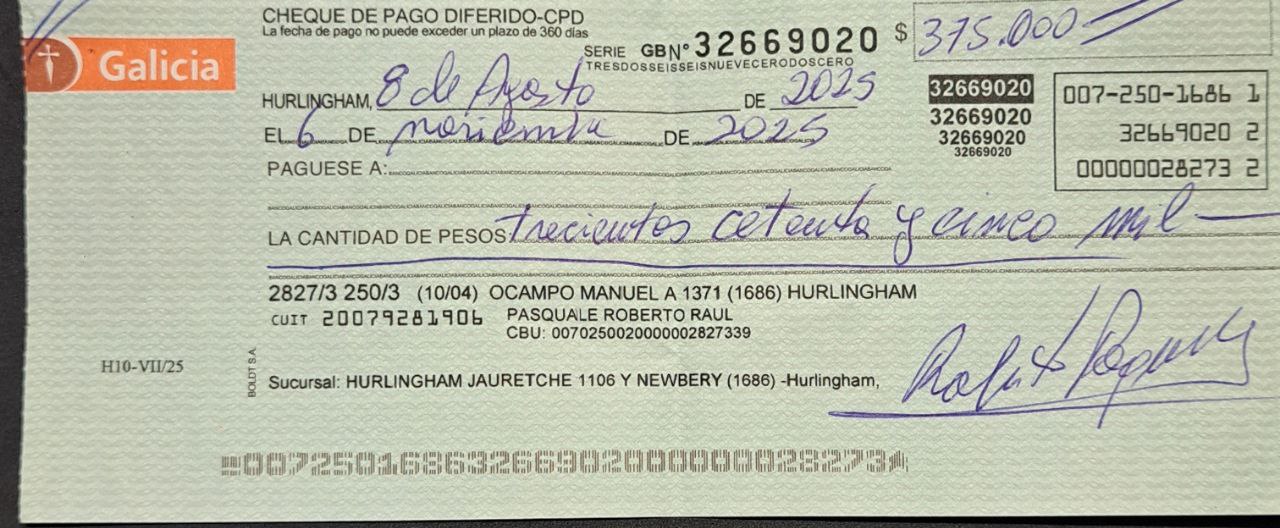 CHEQUE DE PAGO DIFERIDO-CPD
La fecha de pago no puede exceder un plazo de 360 días
Galicia
SERIE GB Nº 32669020
TRESDOSSEISSEISNUEVECERODOSCERO
$ 375.000
HURLINGHAM, 8 de Agosto DE 2025
EL 6 DE noviembre DE 2025
32669020
32669020
32669020
32669020
007-250-1686 1
32669020 2
00000028273 2
PAGUESE A:
LA CANTIDAD DE PESOS trecientos cetenta y cinco mil
2827/3 250/3 (10/04) OCAMPO MANUEL A 1371 (1686) HURLINGHAM
CUIT 20079281906 PASQUALE ROBERTO RAUL
CBU: 0070250020000002827339
H10-VII/25
BOLDT S.A.
Sucursal: HURLINGHAM JAURETCHE 1106 Y NEWBERY (1686) -Hurlingham,
00725016863266902000000028273